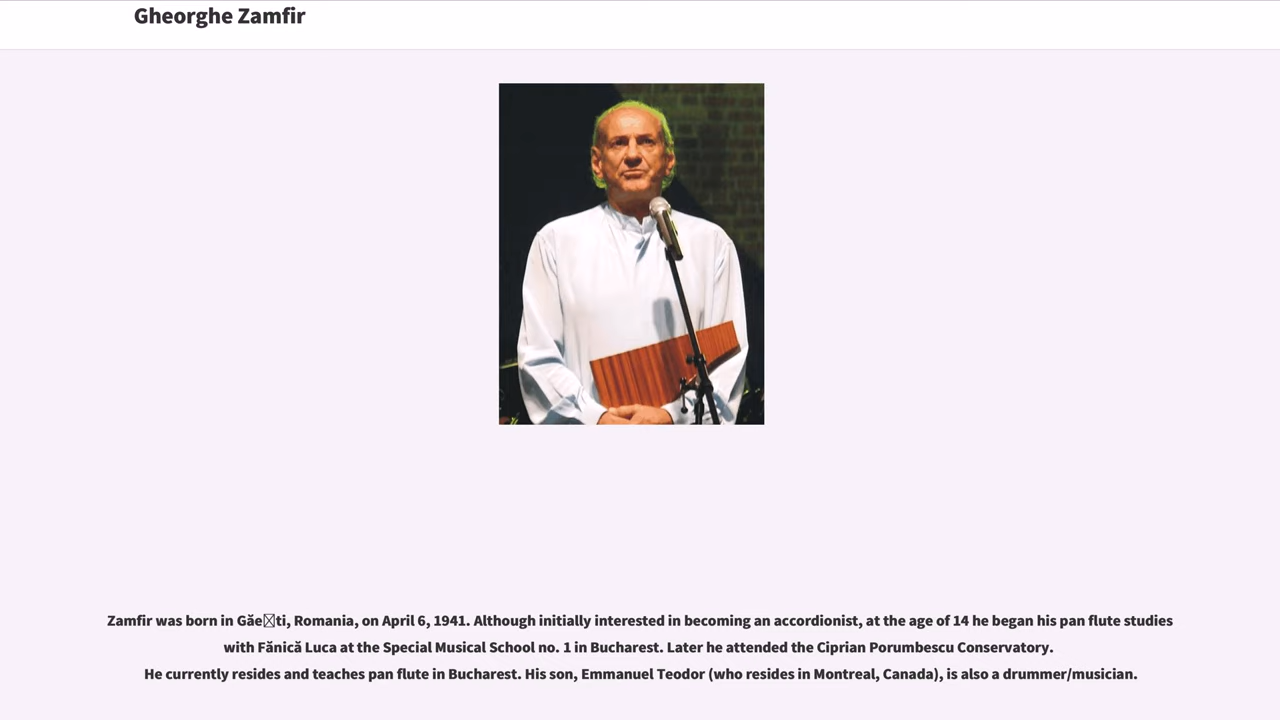 Gheorghe Zamfir
Zamfir was born in Găe￿ti, Romania, on April 6, 1941. Although initially interested in becoming an accordionist, at the age of 14 he began his pan flute studies
with Fănică Luca at the Special Musical School no. 1 in Bucharest. Later he attended the Ciprian Porumbescu Conservatory.
He currently resides and teaches pan flute in Bucharest. His son, Emmanuel Teodor (who resides in Montreal, Canada), is also a drummer/musician.